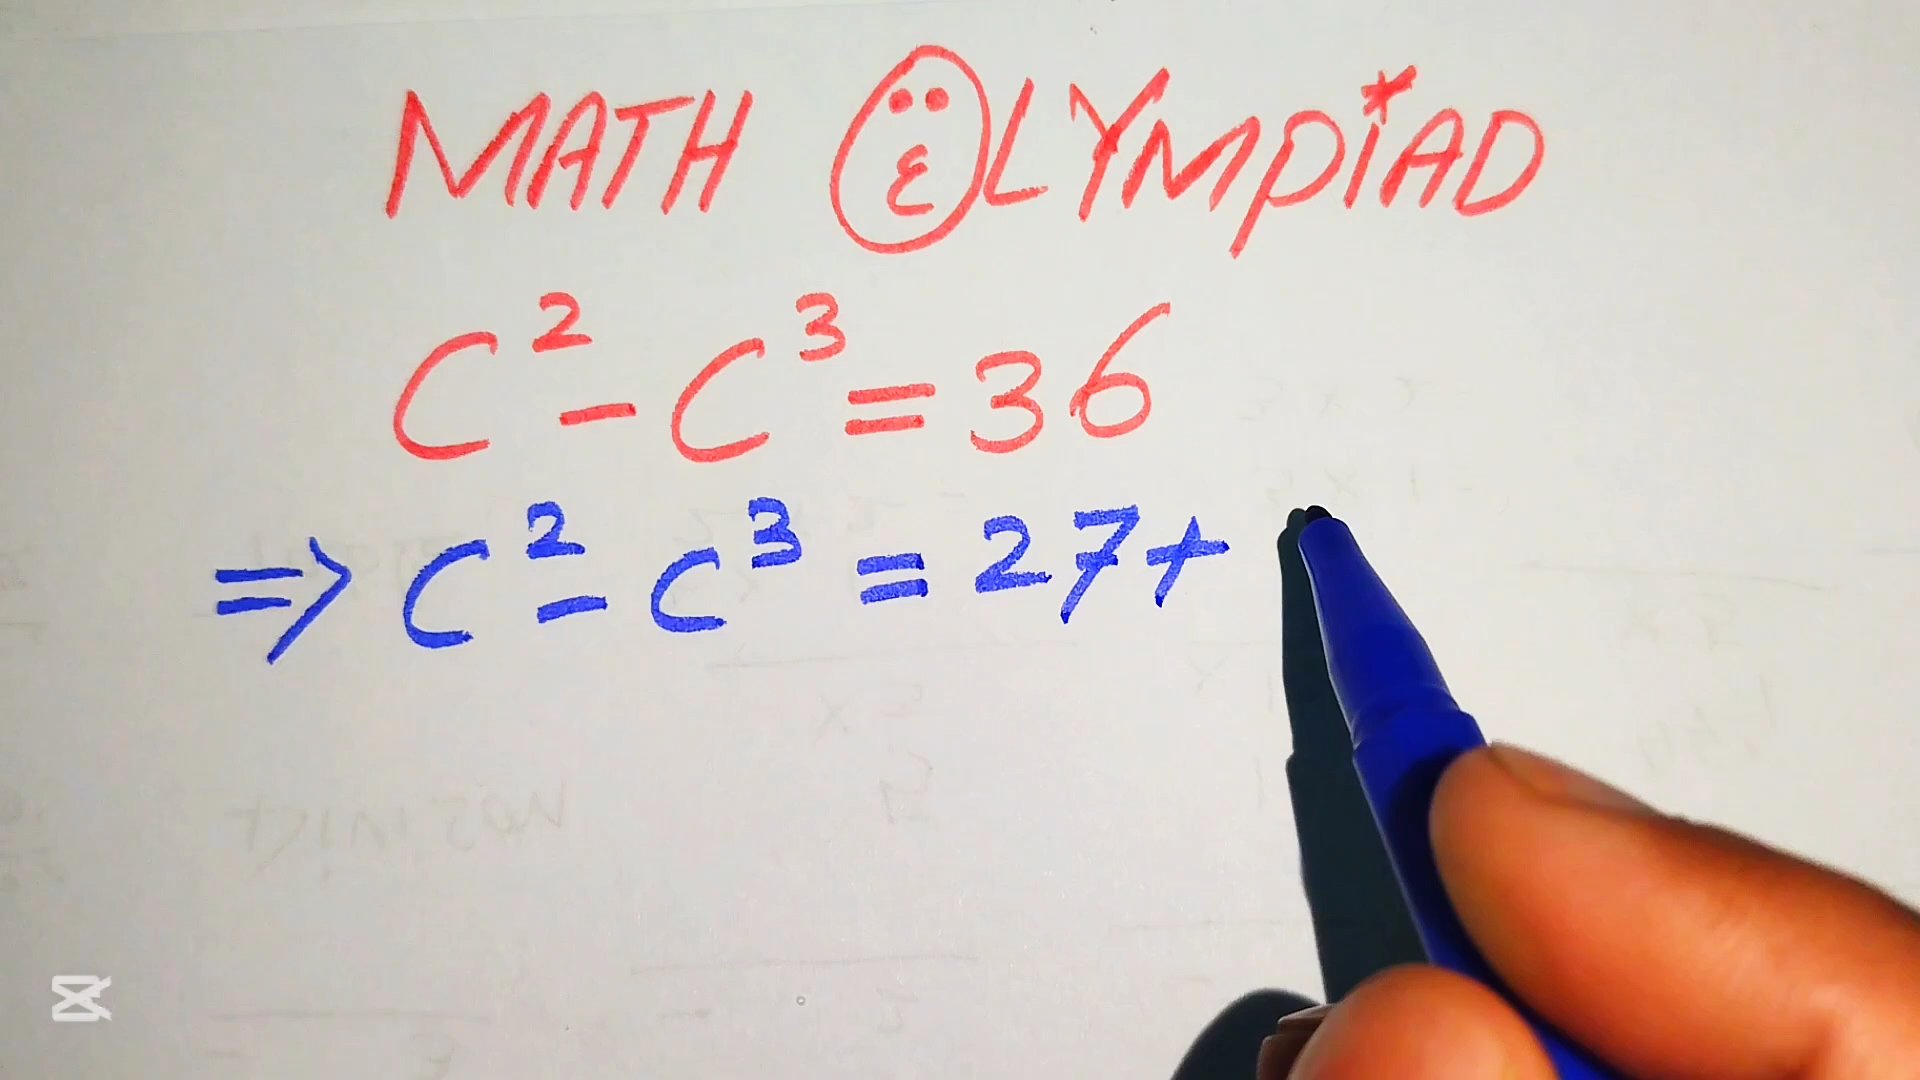 MATH OLYMPIAD
C² - C³ = 36
⇒ C² - C³ = 27+